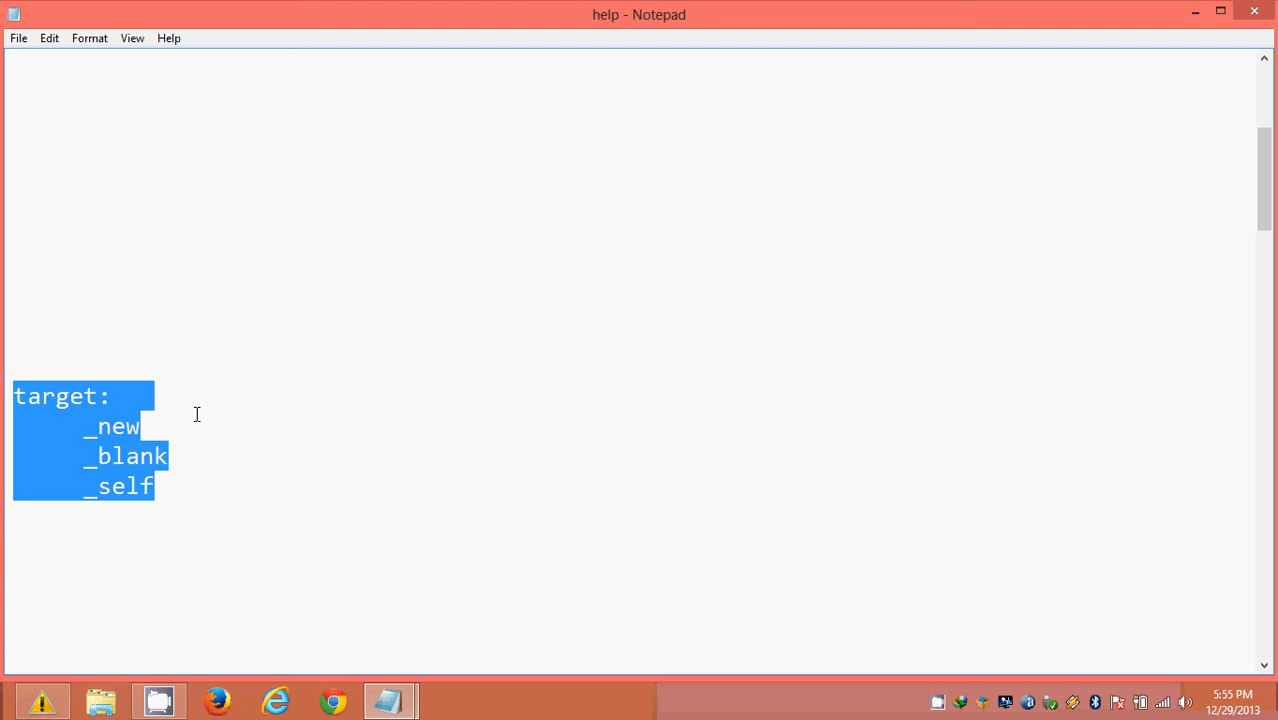 help - Notepad
File Edit Format View Help
target:
_new
_blank
_self
5:55 PM
12/29/2013